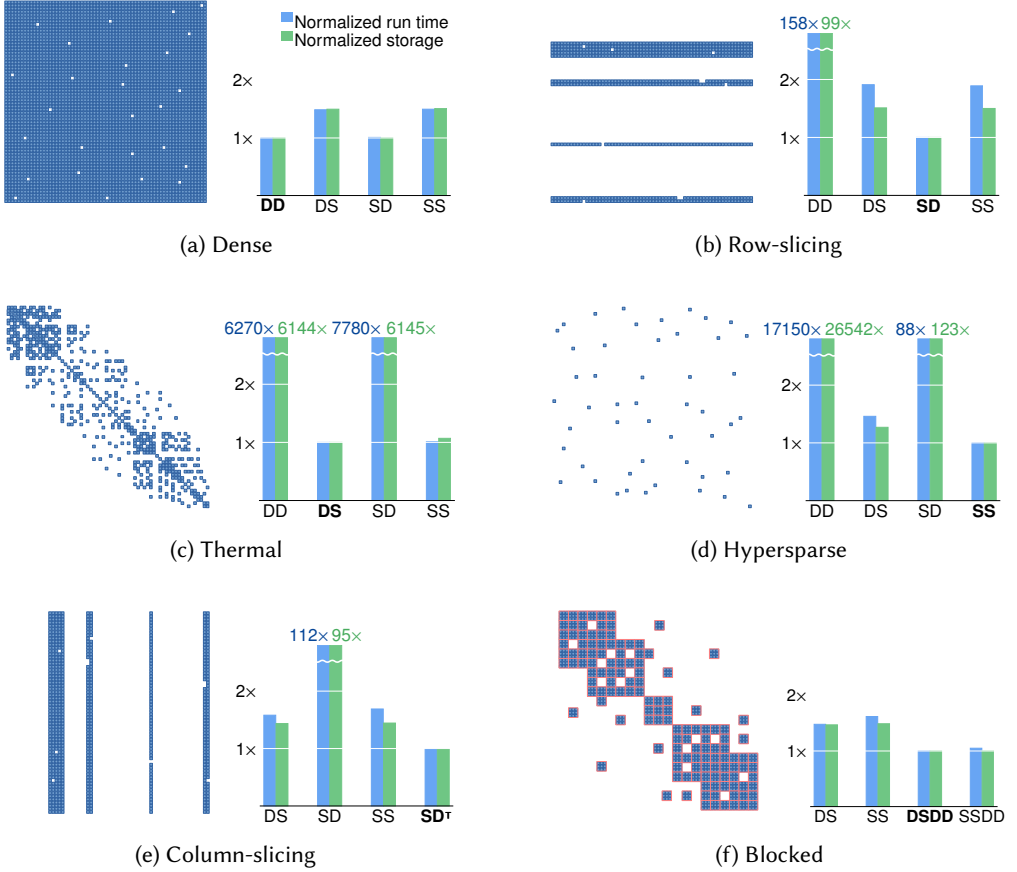 Normalized run time
Normalized storage
2×
1×
DD DS SD SS
(a) Dense
158× 99×
2×
1×
DD DS SD SS
(b) Row-slicing
6270× 6144× 7780× 6145×
2×
1×
DD DS SD SS
(c) Thermal
17150× 26542× 88× 123×
2×
1×
DD DS SD SS
(d) Hypersparse
112× 95×
2×
1×
DS SD SS SDᵀ
(e) Column-slicing
2×
1×
DS SS DSDD SSDD
(f) Blocked